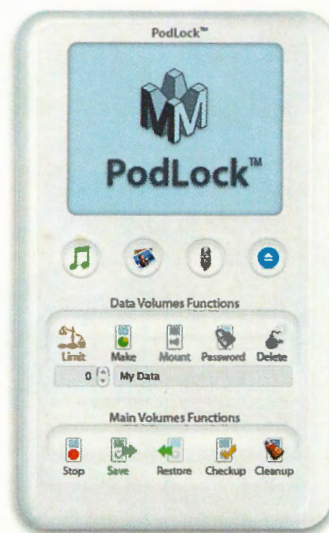 PodLock™
PodLock™
Data Volumes Functions
Limit Make Mount Password Delete
0 My Data
Main Volumes Functions
Stop Save Restore Checkup Cleanup